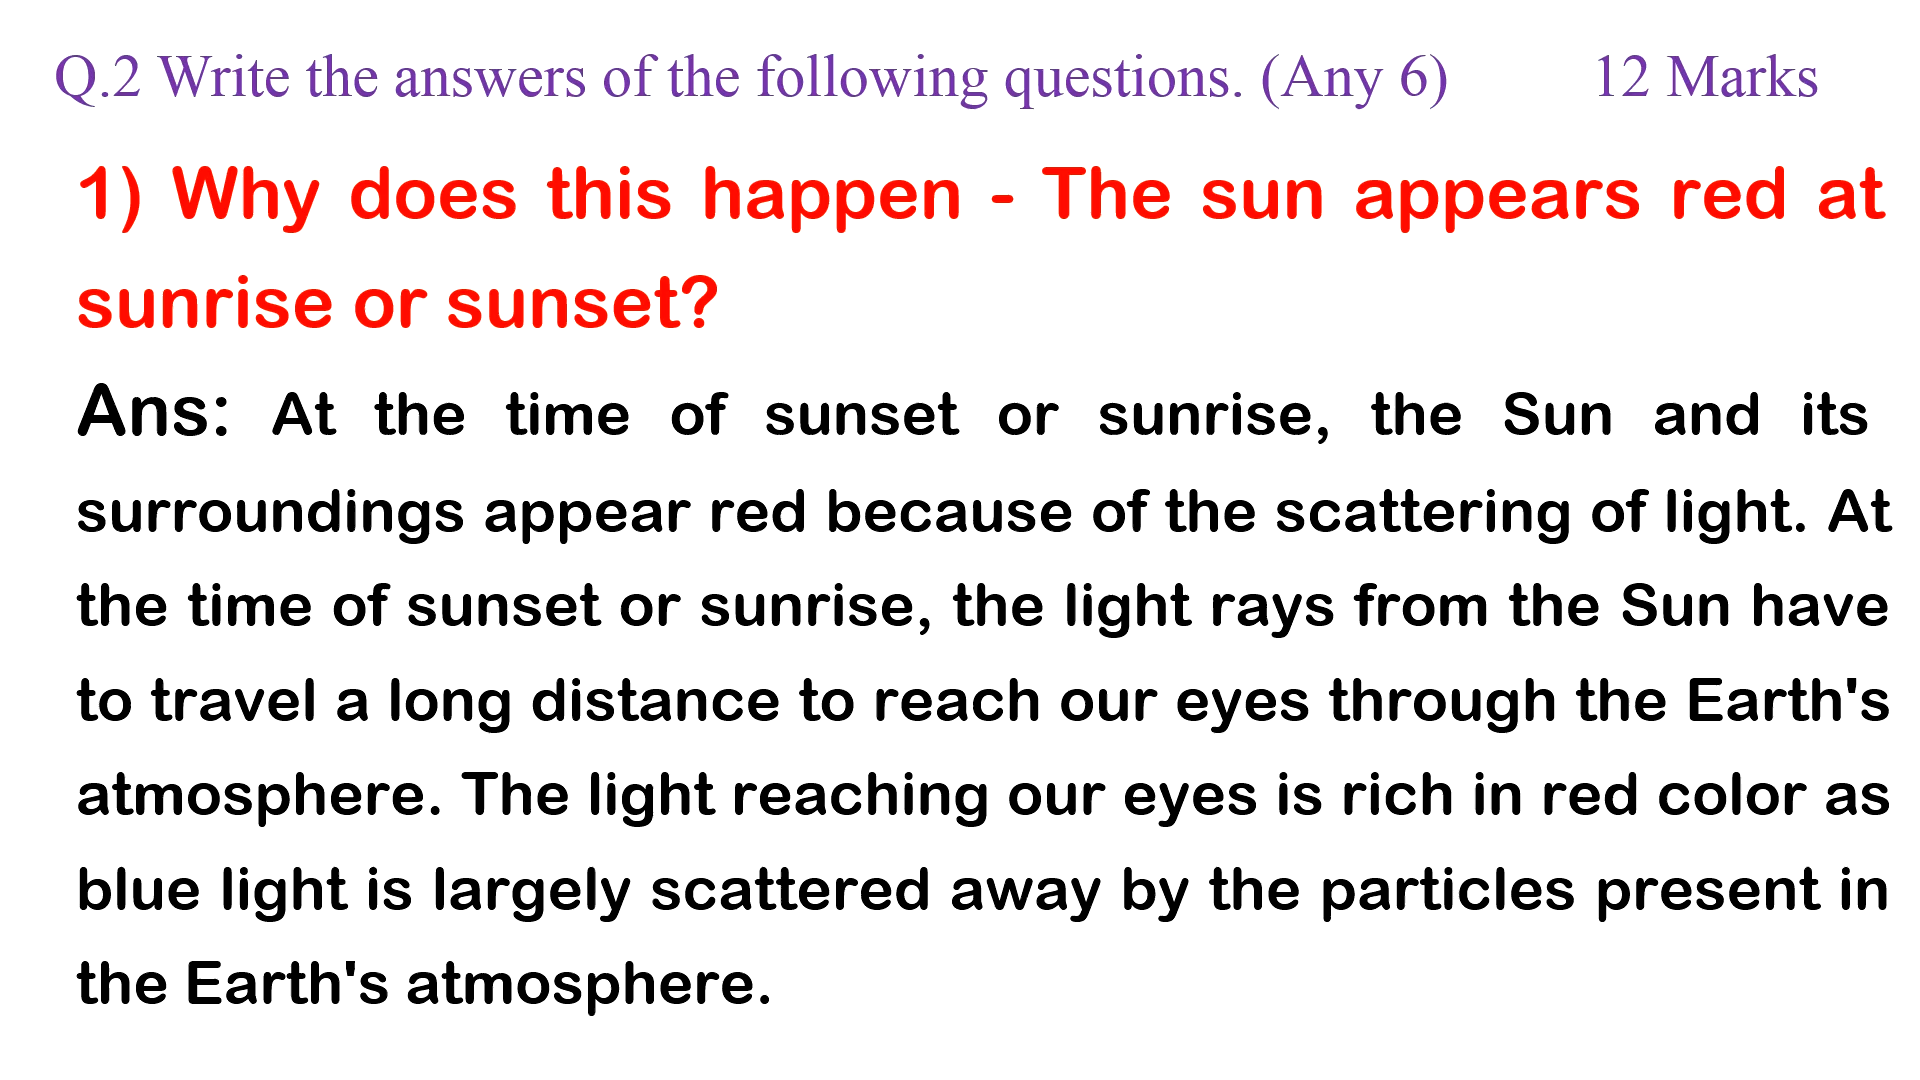 Q.2 Write the answers of the following questions. (Any 6) 12 Marks
1) Why does this happen - The sun appears red at
sunrise or sunset?
Ans: At the time of sunset or sunrise, the Sun and its
surroundings appear red because of the scattering of light. At
the time of sunset or sunrise, the light rays from the Sun have
to travel a long distance to reach our eyes through the Earth's
atmosphere. The light reaching our eyes is rich in red color as
blue light is largely scattered away by the particles present in
the Earth's atmosphere.